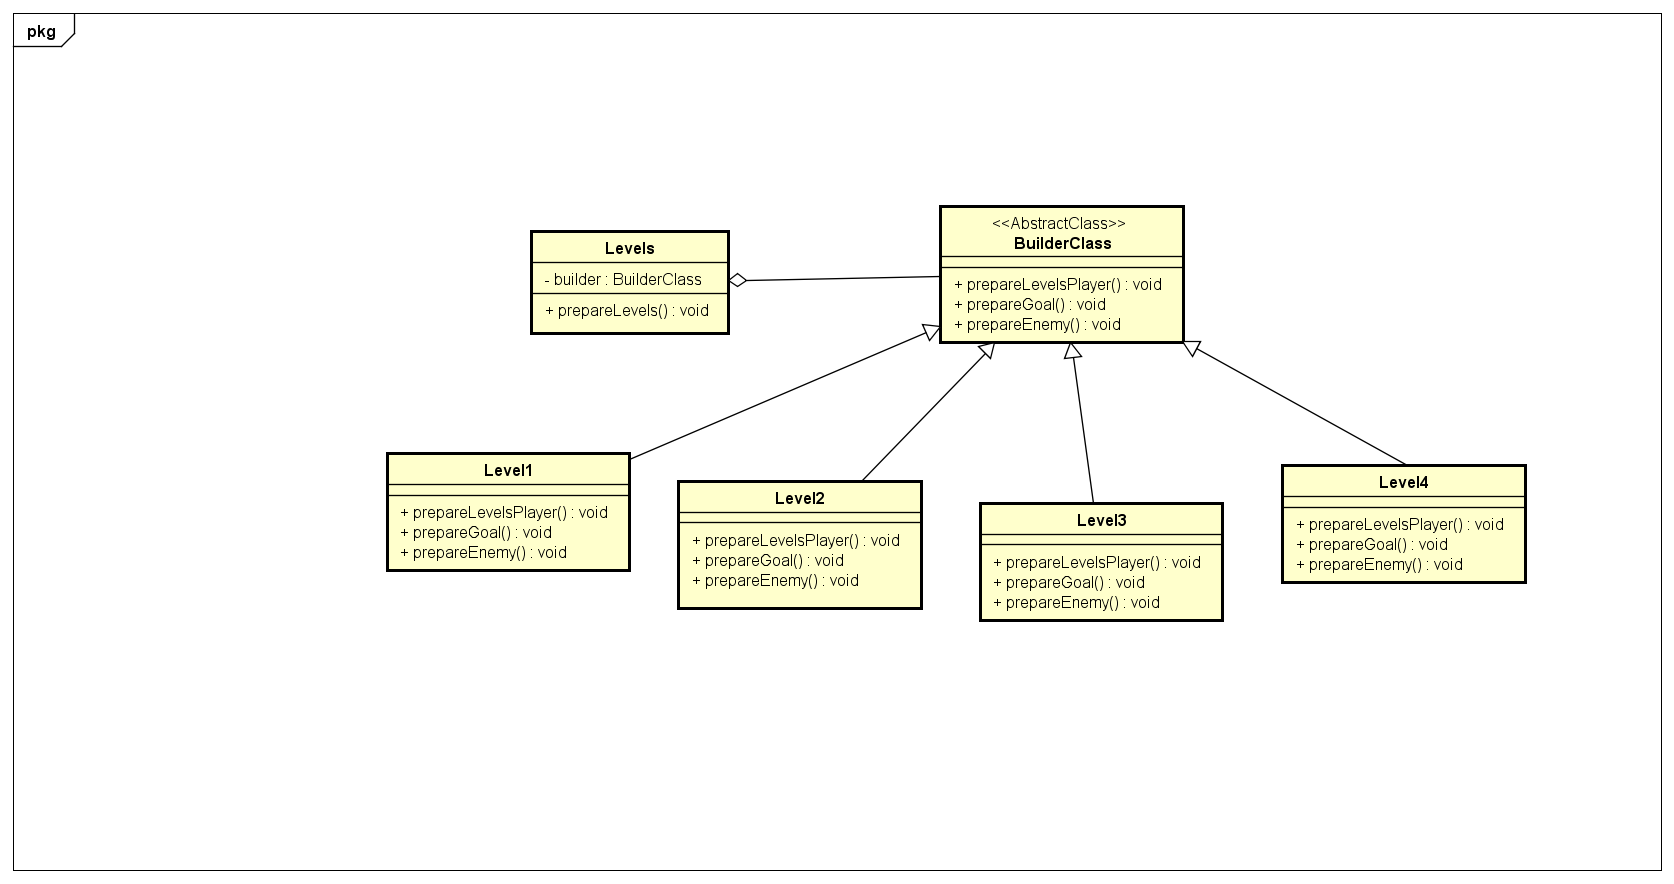 pkg
<<AbstractClass>>
BuilderClass
+ prepareLevelsPlayer() : void
+ prepareGoal() : void
+ prepareEnemy() : void
Levels
- builder : BuilderClass
+ prepareLevels() : void
Level1
+ prepareLevelsPlayer() : void
+ prepareGoal() : void
+ prepareEnemy() : void
Level2
+ prepareLevelsPlayer() : void
+ prepareGoal() : void
+ prepareEnemy() : void
Level3
+ prepareLevelsPlayer() : void
+ prepareGoal() : void
+ prepareEnemy() : void
Level4
+ prepareLevelsPlayer() : void
+ prepareGoal() : void
+ prepareEnemy() : void